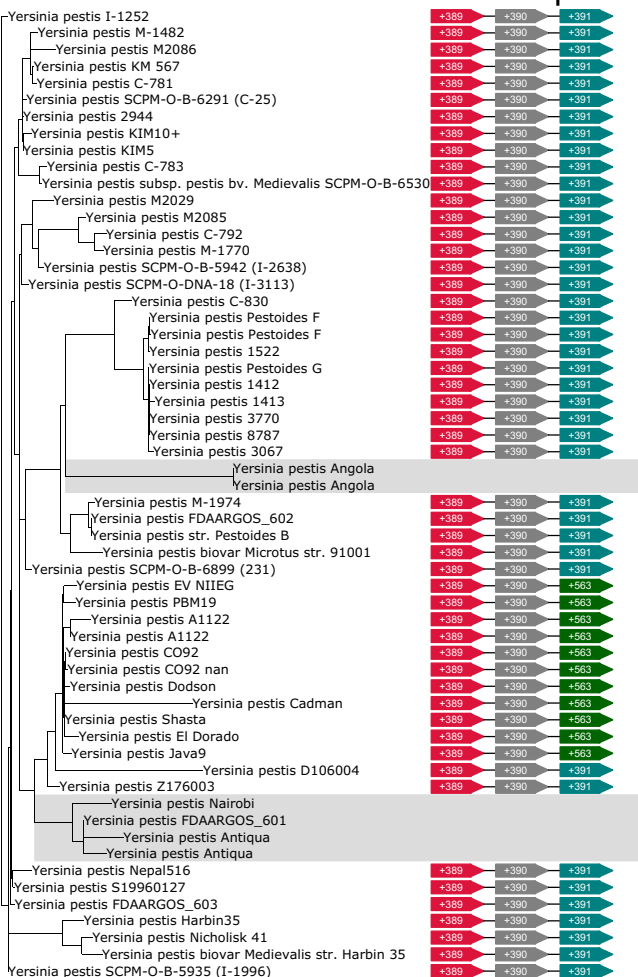 Yersinia pestis I-1252 +389 +390 +391
Yersinia pestis M-1482 +389 +390 +391
Yersinia pestis M2086 +389 +390 +391
Yersinia pestis KM 567 +389 +390 +391
Yersinia pestis C-781 +389 +390 +391
Yersinia pestis SCPM-O-B-6291 (C-25) +389 +390 +391
Yersinia pestis 2944 +389 +390 +391
Yersinia pestis KIM10+ +389 +390 +391
Yersinia pestis KIM5 +389 +390 +391
Yersinia pestis C-783 +389 +390 +391
Yersinia pestis subsp. pestis bv. Medievalis SCPM-O-B-6530 +389 +390 +391
Yersinia pestis M2029 +389 +390 +391
Yersinia pestis M2085 +389 +390 +391
Yersinia pestis C-792 +389 +390 +391
Yersinia pestis M-1770 +389 +390 +391
Yersinia pestis SCPM-O-B-5942 (I-2638) +389 +390 +391
Yersinia pestis SCPM-O-DNA-18 (I-3113) +389 +390 +391
Yersinia pestis C-830 +389 +390 +391
Yersinia pestis Pestoides F +389 +390 +391
Yersinia pestis Pestoides F +389 +390 +391
Yersinia pestis 1522 +389 +390 +391
Yersinia pestis Pestoides G +389 +390 +391
Yersinia pestis 1412 +389 +390 +391
Yersinia pestis 1413 +389 +390 +391
Yersinia pestis 3770 +389 +390 +391
Yersinia pestis 8787 +389 +390 +391
Yersinia pestis 3067 +389 +390 +391
Yersinia pestis Angola
Yersinia pestis Angola
Yersinia pestis M-1974 +389 +390 +391
Yersinia pestis FDAARGOS_602 +389 +390 +391
Yersinia pestis str. Pestoides B +389 +390 +391
Yersinia pestis biovar Microtus str. 91001 +389 +390 +391
Yersinia pestis SCPM-O-B-6899 (231) +389 +390 +391
Yersinia pestis EV NIIEG +389 +390 +563
Yersinia pestis PBM19 +389 +390 +563
Yersinia pestis A1122 +389 +390 +563
Yersinia pestis A1122 +389 +390 +563
Yersinia pestis CO92 +389 +390 +563
Yersinia pestis CO92 nan +389 +390 +563
Yersinia pestis Dodson +389 +390 +563
Yersinia pestis Cadman +389 +390 +563
Yersinia pestis Shasta +389 +390 +563
Yersinia pestis El Dorado +389 +390 +563
Yersinia pestis Java9 +389 +390 +563
Yersinia pestis D106004 +389 +390 +391
Yersinia pestis Z176003 +389 +390 +391
Yersinia pestis Nairobi
Yersinia pestis FDAARGOS_601
Yersinia pestis Antiqua
Yersinia pestis Antiqua
Yersinia pestis Nepal516 +389 +390 +391
Yersinia pestis S19960127 +389 +390 +391
Yersinia pestis FDAARGOS_603 +389 +390 +391
Yersinia pestis Harbin35 +389 +390 +391
Yersinia pestis Nicholisk 41 +389 +390 +391
Yersinia pestis biovar Medievalis str. Harbin 35 +389 +390 +391
Yersinia pestis SCPM-O-B-5935 (I-1996) +389 +390 +391